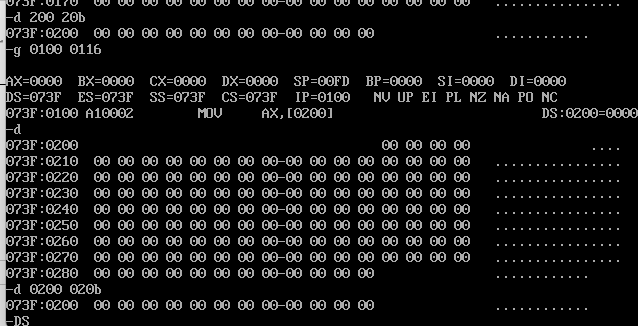 073F:0170 00 00 00 00 00 00 00 00-00 00 00 00 00 00 00 00 ................
-d 200 20b
073F:0200 00 00 00 00 00 00 00 00-00 00 00 00 ............
-g 0100 0116
AX=0000 BX=0000 CX=0000 DX=0000 SP=00FD BP=0000 SI=0000 DI=0000
DS=073F ES=073F SS=073F CS=073F IP=0100 NV UP EI PL NZ NA PO NC
073F:0100 A10002 MOV AX,[0200] DS:0200=0000
-d
073F:0200 00 00 00 00 ....
073F:0210 00 00 00 00 00 00 00 00-00 00 00 00 00 00 00 00 ................
073F:0220 00 00 00 00 00 00 00 00-00 00 00 00 00 00 00 00 ................
073F:0230 00 00 00 00 00 00 00 00-00 00 00 00 00 00 00 00 ................
073F:0240 00 00 00 00 00 00 00 00-00 00 00 00 00 00 00 00 ................
073F:0250 00 00 00 00 00 00 00 00-00 00 00 00 00 00 00 00 ................
073F:0260 00 00 00 00 00 00 00 00-00 00 00 00 00 00 00 00 ................
073F:0270 00 00 00 00 00 00 00 00-00 00 00 00 00 00 00 00 ................
073F:0280 00 00 00 00 00 00 00 00-00 00 00 00 ............
-d 0200 020b
073F:0200 00 00 00 00 00 00 00 00-00 00 00 00 ............
-DS